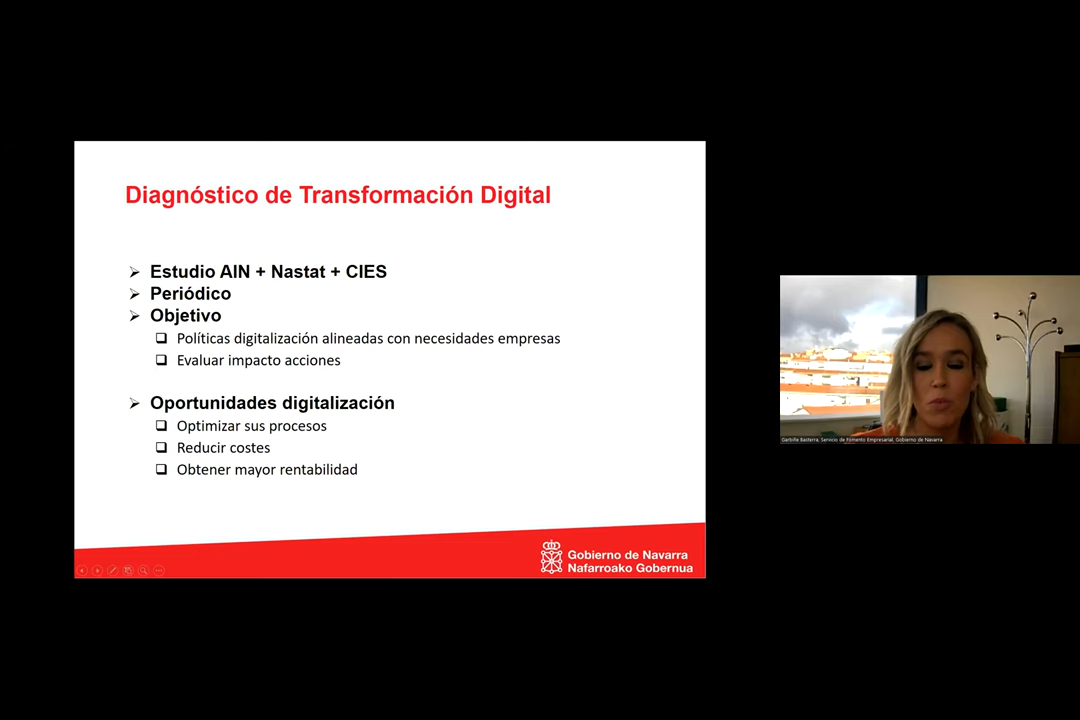 Diagnóstico de Transformación Digital
Estudio AIN + Nastat + CIES
Periódico
Objetivo
Políticas digitalización alineadas con necesidades empresas
Evaluar impacto acciones
Oportunidades digitalización
Optimizar sus procesos
Reducir costes
Obtener mayor rentabilidad
Gobierno de Navarra
Nafarroako Gobernua
Garbiñe Basterra, Servicio de Fomento Empresarial, Gobierno de Navarra